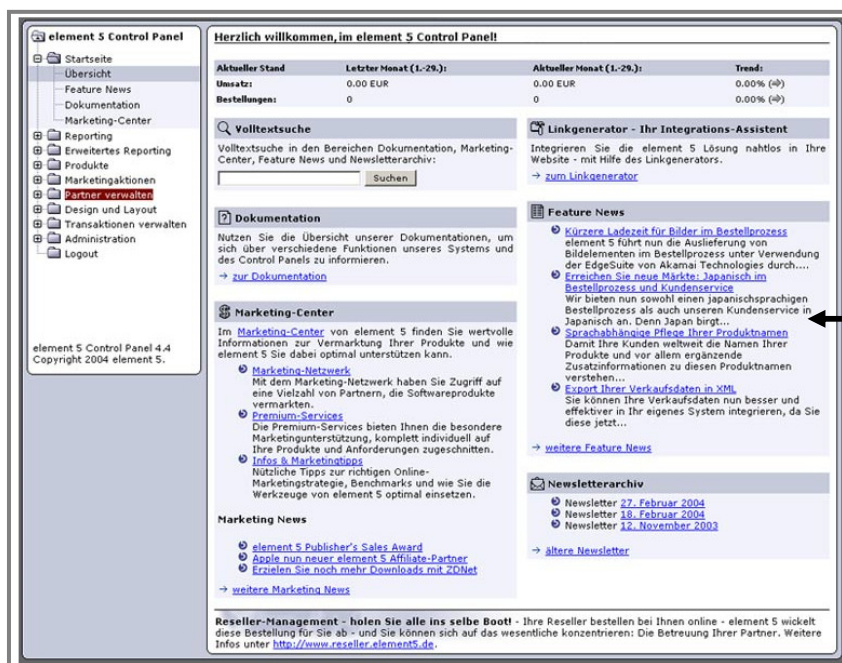 element 5 Control Panel
Startseite
Übersicht
Feature News
Dokumentation
Marketing-Center
Reporting
Erweitertes Reporting
Produkte
Marketingaktionen
Partner verwalten
Design und Layout
Transaktionen verwalten
Administration
Logout
element 5 Control Panel 4.4
Copyright 2004 element 5.
Herzlich willkommen, im element 5 Control Panel!
Aktueller Stand Letzter Monat (1.-29.): Aktueller Monat (1.-29.): Trend:
Umsatz: 0.00 EUR 0.00 EUR 0.00% (⇒)
Bestellungen: 0 0 0.00% (⇒)
Volltextsuche
Volltextsuche in den Bereichen Dokumentation, Marketing-
Center, Feature News und Newsletterarchiv:
Suchen
Dokumentation
Nutzen Sie die Übersicht unserer Dokumentationen, um
sich über verschiedene Funktionen unseres Systems und
des Control Panels zu informieren.
→ zur Dokumentation
Marketing-Center
Im Marketing-Center von element 5 finden Sie wertvolle
Informationen zur Vermarktung Ihrer Produkte und wie
element 5 Sie dabei optimal unterstützen kann.
Marketing-Netzwerk
Mit dem Marketing-Netzwerk haben Sie Zugriff auf
eine Vielzahl von Partnern, die Softwareprodukte
vermarkten.
Premium-Services
Die Premium-Services bieten Ihnen die besondere
Marketingunterstützung, komplett individuell auf
Ihre Produkte und Anforderungen zugeschnitten.
Infos & Marketingtipps
Nützliche Tipps zur richtigen Online-
Marketingstrategie, Benchmarks und wie Sie die
Werkzeuge von element 5 optimal einsetzen.
Marketing News
element 5 Publisher's Sales Award
Apple nun neuer element 5 Affiliate-Partner
Erzielen Sie noch mehr Downloads mit ZDNet
→ weitere Marketing News
Linkgenerator - Ihr Integrations-Assistent
Integrieren Sie die element 5 Lösung nahtlos in Ihre
Website - mit Hilfe des Linkgenerators.
→ zum Linkgenerator
Feature News
Kürzere Ladezeit für Bilder im Bestellprozess
element 5 führt nun die Auslieferung von
Bildelementen im Bestellprozess unter Verwendung
der EdgeSuite von Akamai Technologies durch....
Erreichen Sie neue Märkte: Japanisch im
Bestellprozess und Kundenservice
Wir bieten nun sowohl einen japanischsprachigen
Bestellprozess als auch unseren Kundenservice in
Japanisch an. Denn Japan birgt...
Sprachabhängige Pflege Ihrer Produktnamen
Damit Ihre Kunden weltweit die Namen Ihrer
Produkte und vor allem ergänzende
Zusatzinformationen zu diesen Produktnamen
verstehen...
Export Ihrer Verkaufsdaten in XML
Sie können Ihre Verkaufsdaten nun besser und
effektiver in Ihr eigenes System integrieren, da Sie
diese jetzt...
→ weitere Feature News
Newsletterarchiv
Newsletter 27. Februar 2004
Newsletter 18. Februar 2004
Newsletter 12. November 2003
→ ältere Newsletter
Reseller-Management - holen Sie alle ins selbe Boot! - Ihre Reseller bestellen bei Ihnen online - element 5 wickelt
diese Bestellung für Sie ab - und Sie können sich auf das wesentliche konzentrieren: Die Betreuung Ihrer Partner. Weitere
Infos unter http://www.reseller.element5.de.